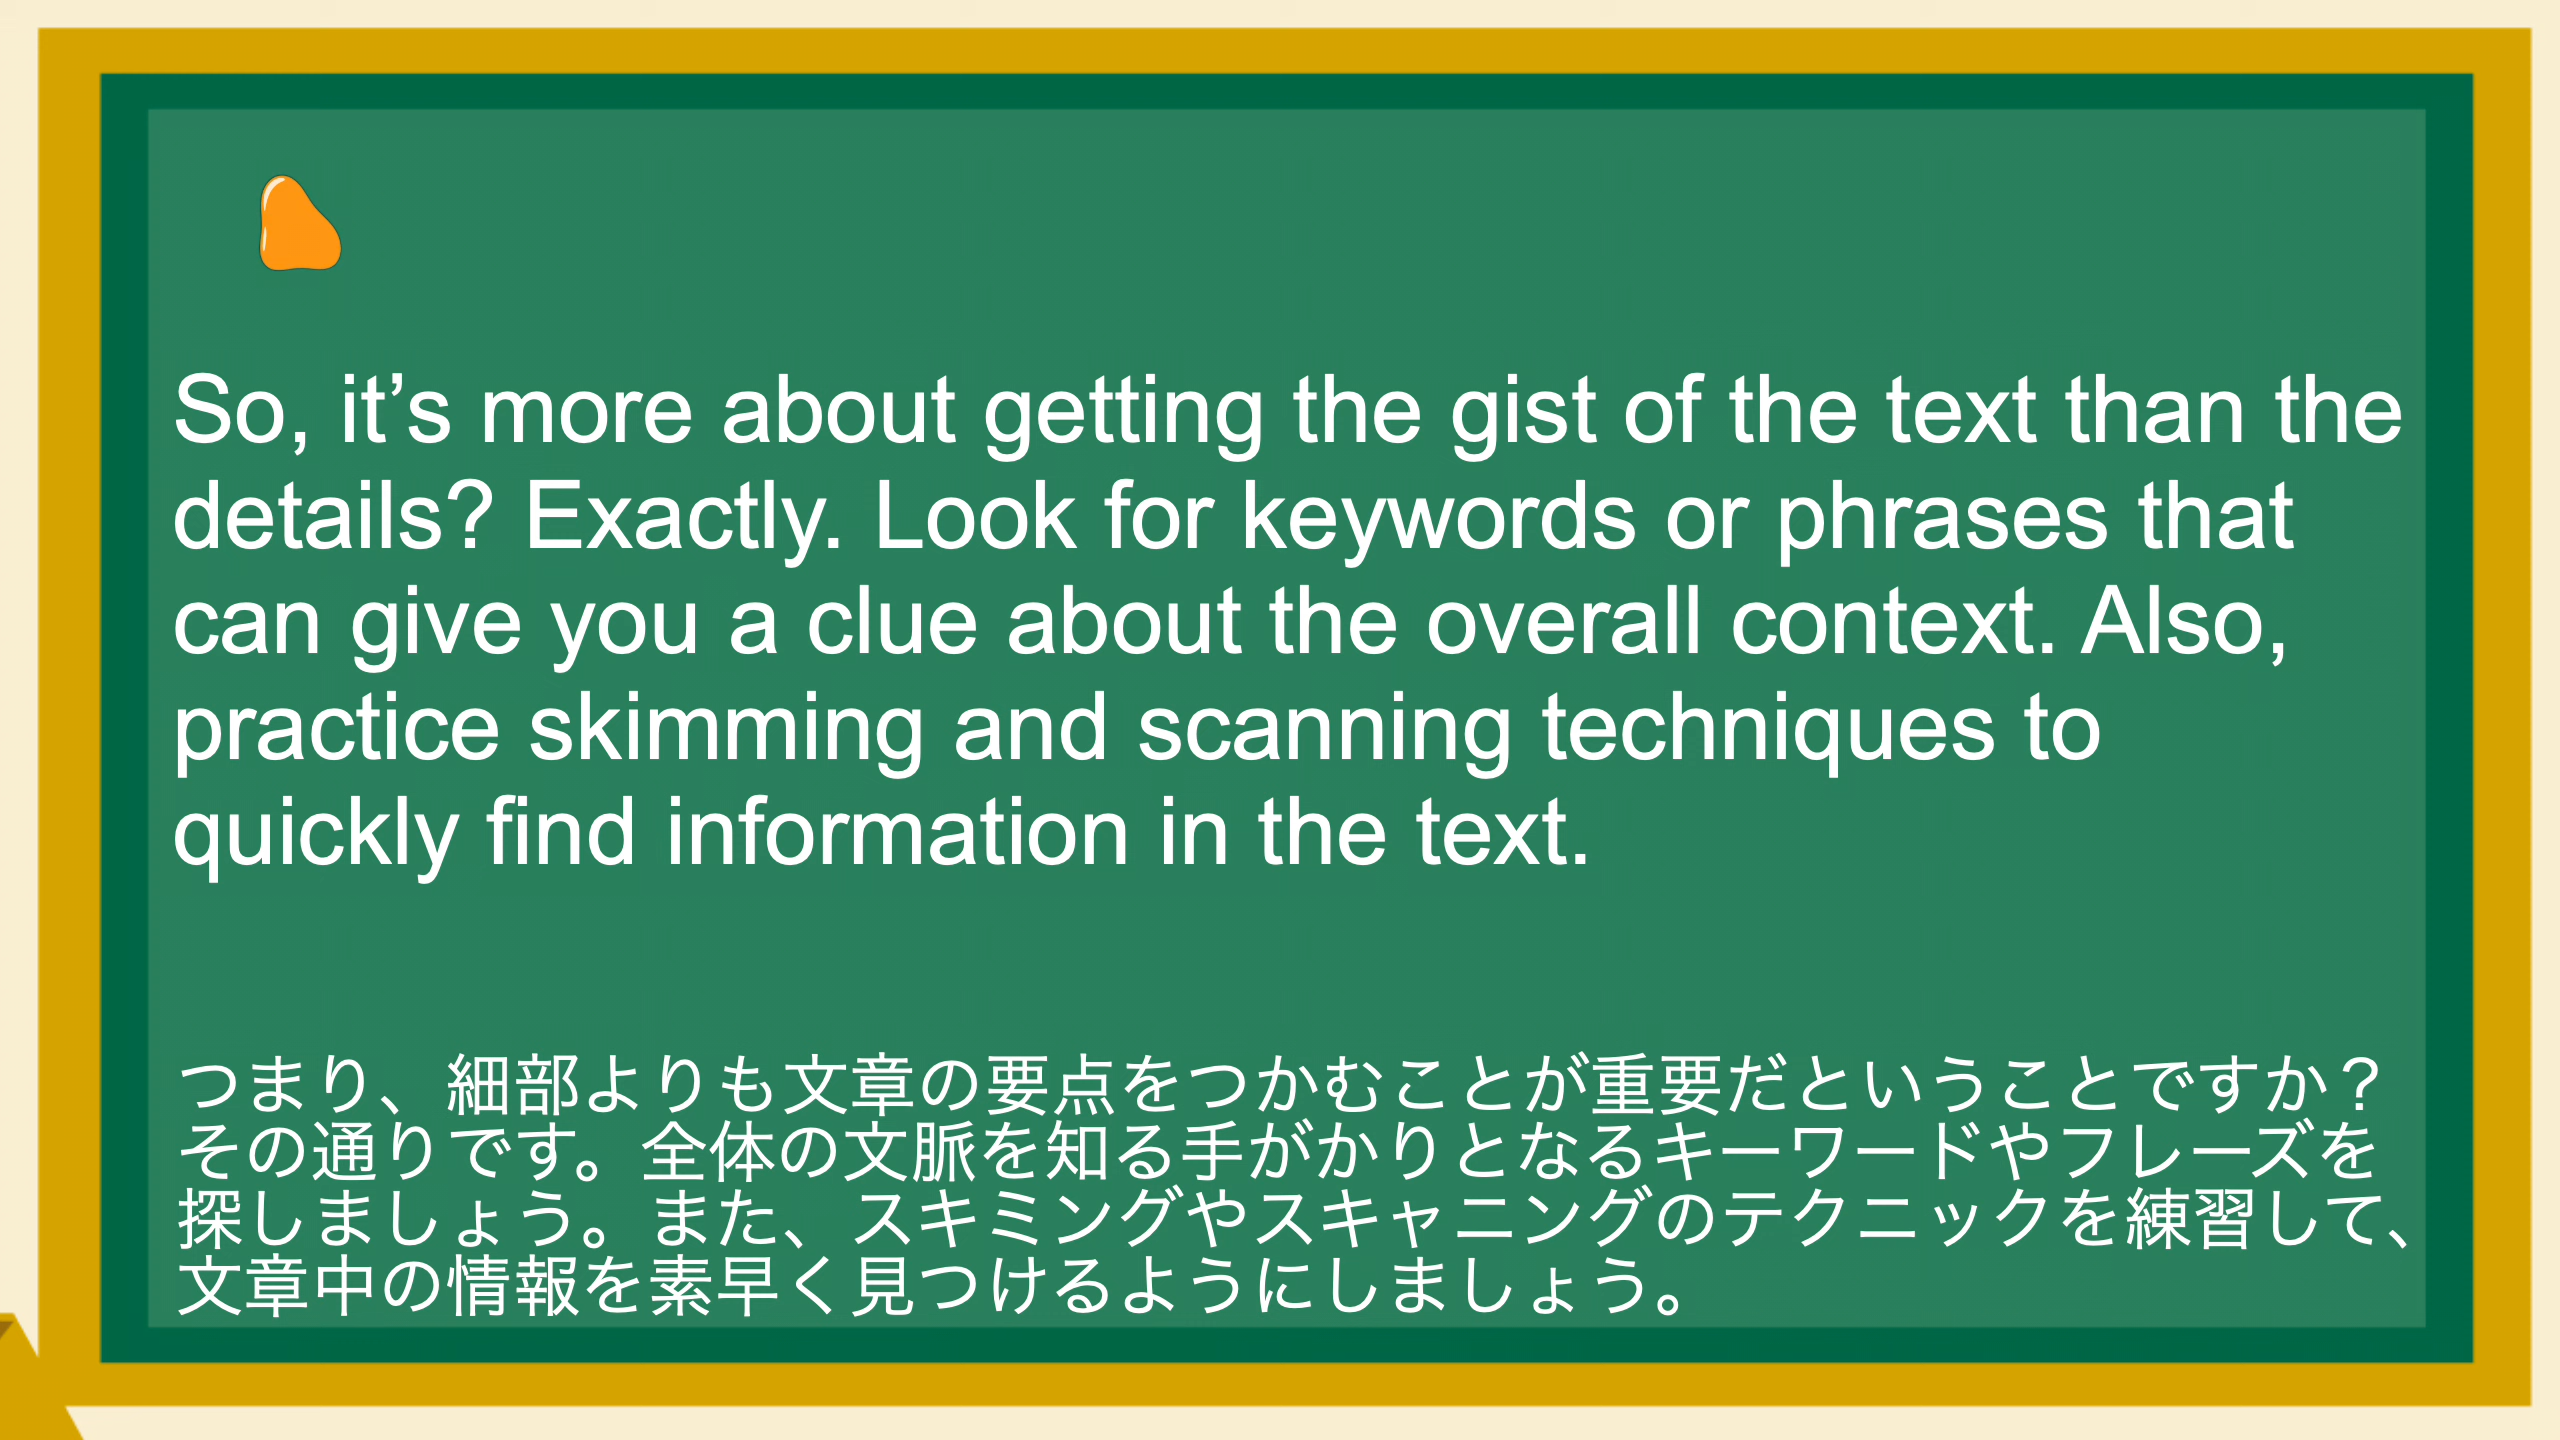 So, it’s more about getting the gist of the text than the
details? Exactly. Look for keywords or phrases that
can give you a clue about the overall context. Also,
practice skimming and scanning techniques to
quickly find information in the text.
つまり、細部よりも文章の要点をつかむことが重要だということですか？
その通りです。全体の文脈を知る手がかりとなるキーワードやフレーズを
探しましょう。また、スキミングやスキャニングのテクニックを練習して、
文章中の情報を素早く見つけるようにしましょう。